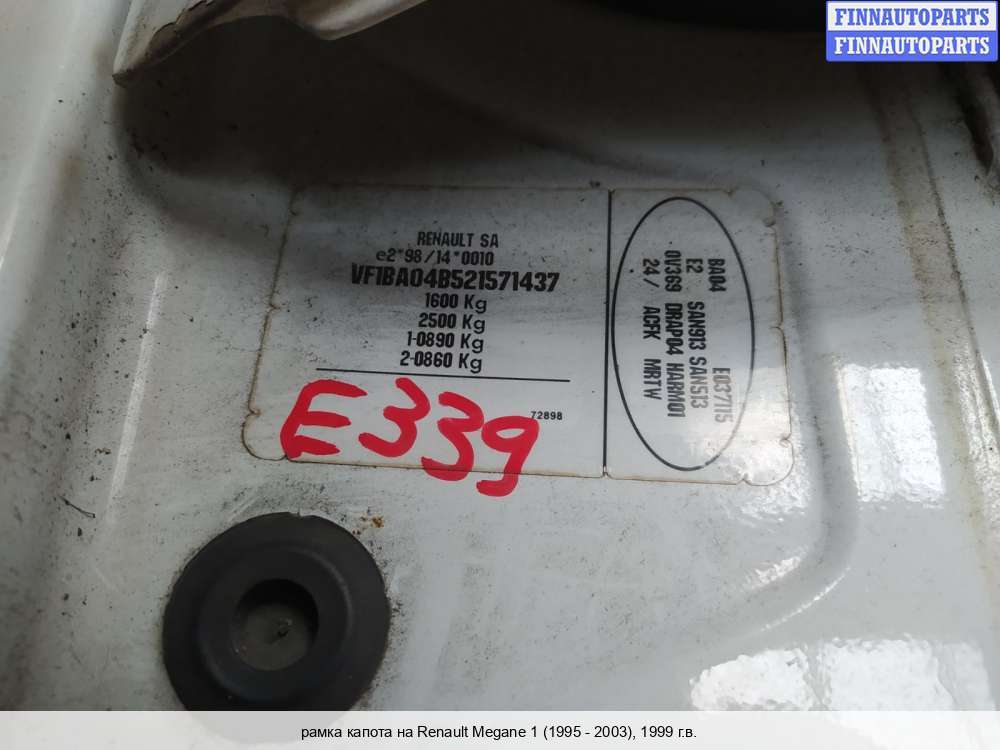 FINNAUTOPARTS
FINNAUTOPARTS
RENAULT SA
e2*98/14*0010
VF1BA04B521571437
1600 Kg
2500 Kg
1-0890 Kg
2-0860 Kg
72898
E339
BA04 E037115
E2 SAN913 SAN513
0V369 DRAP04 HARM01
24/ ACFK MRTW
рамка капота на Renault Megane 1 (1995 - 2003), 1999 г.в.